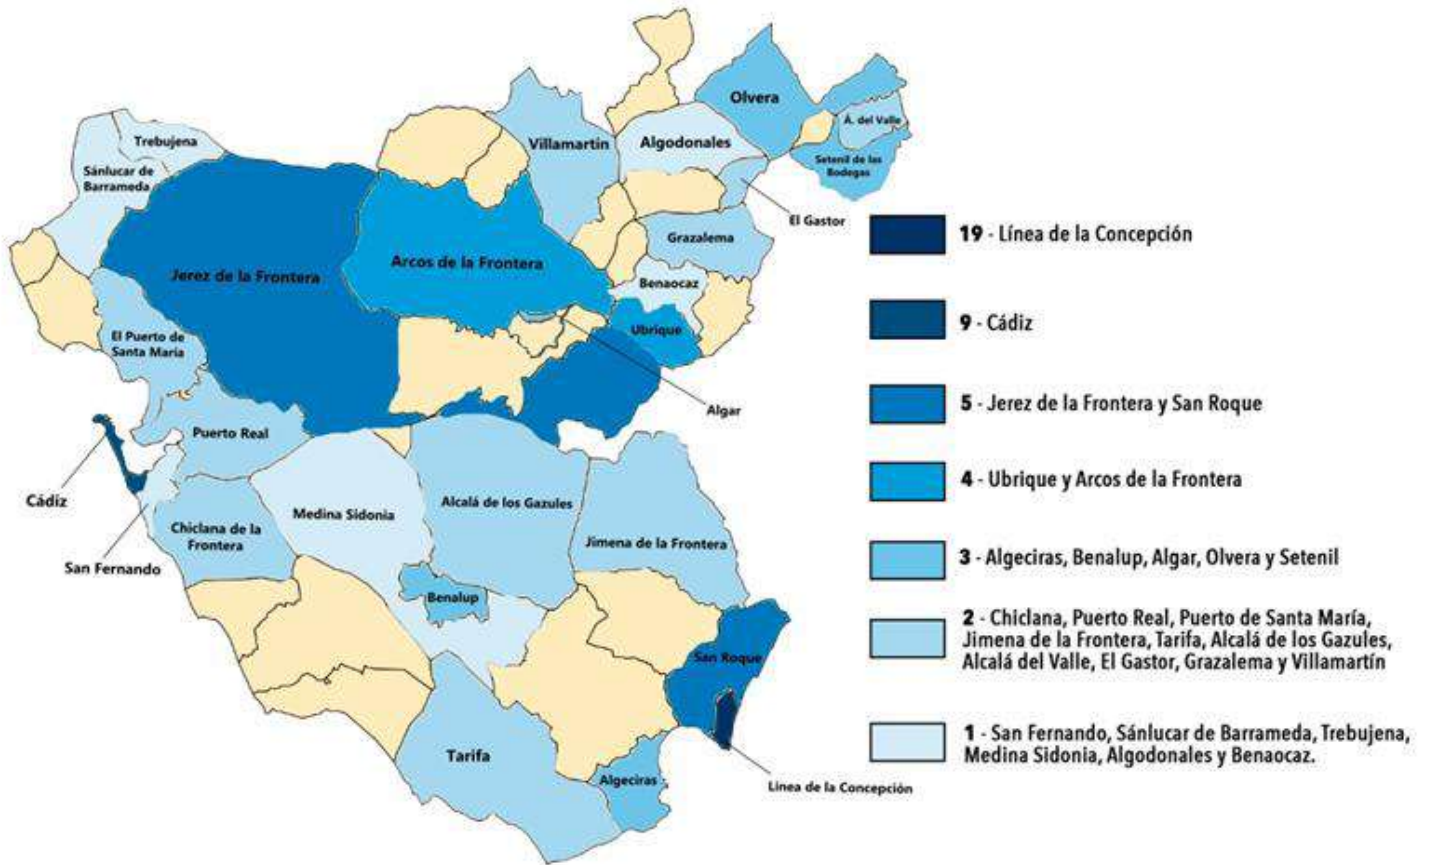 Olvera
Á. del Valle
Trebujena
Villamartin
Algodonales
Setenil de las
Bodegas
Sánlucar de
Barrameda
El Gastor
Grazalema
Jerez de la Frontera
Arcos de la Frontera
Benaocaz
Ubrique
El Puerto de
Santa María
Algar
Puerto Real
Cádiz
Alcalá de los Gazules
Medina Sidonia
Chiclana de la
Frontera
Jimena de la Frontera
San Fernando
Benalup
San Roque
Tarifa
Algeciras
Linea de la Concepción
19 - Línea de la Concepción
9 - Cádiz
5 - Jerez de la Frontera y San Roque
4 - Ubrique y Arcos de la Frontera
3 - Algeciras, Benalup, Algar, Olvera y Setenil
2 - Chiclana, Puerto Real, Puerto de Santa María,
Jimena de la Frontera, Tarifa, Alcalá de los Gazules,
Alcalá del Valle, El Gastor, Grazalema y Villamartín
1 - San Fernando, Sánlucar de Barrameda, Trebujena,
Medina Sidonia, Algodonales y Benaocaz.